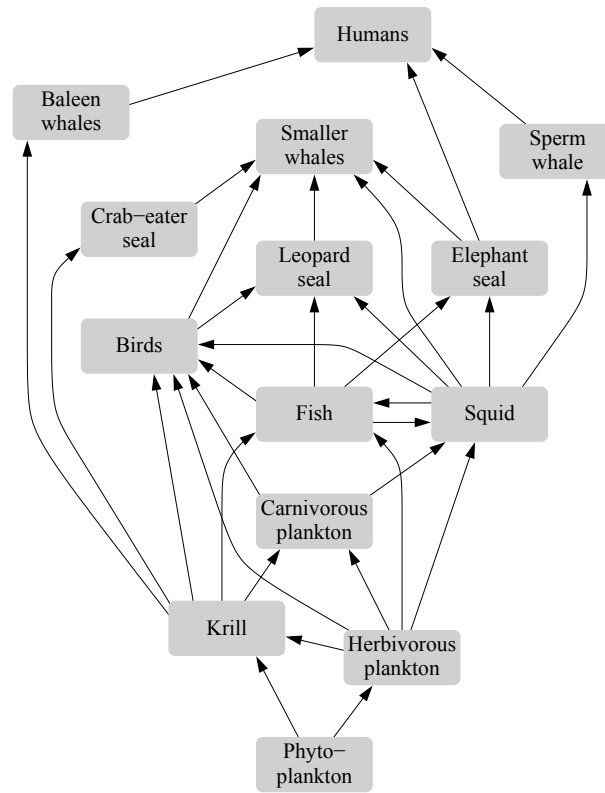 Humans
Baleen
whales
Smaller
whales
Sperm
whale
Crab−eater
seal
Leopard
seal
Elephant
seal
Birds
Fish
Squid
Carnivorous
plankton
Krill
Herbivorous
plankton
Phyto−
plankton